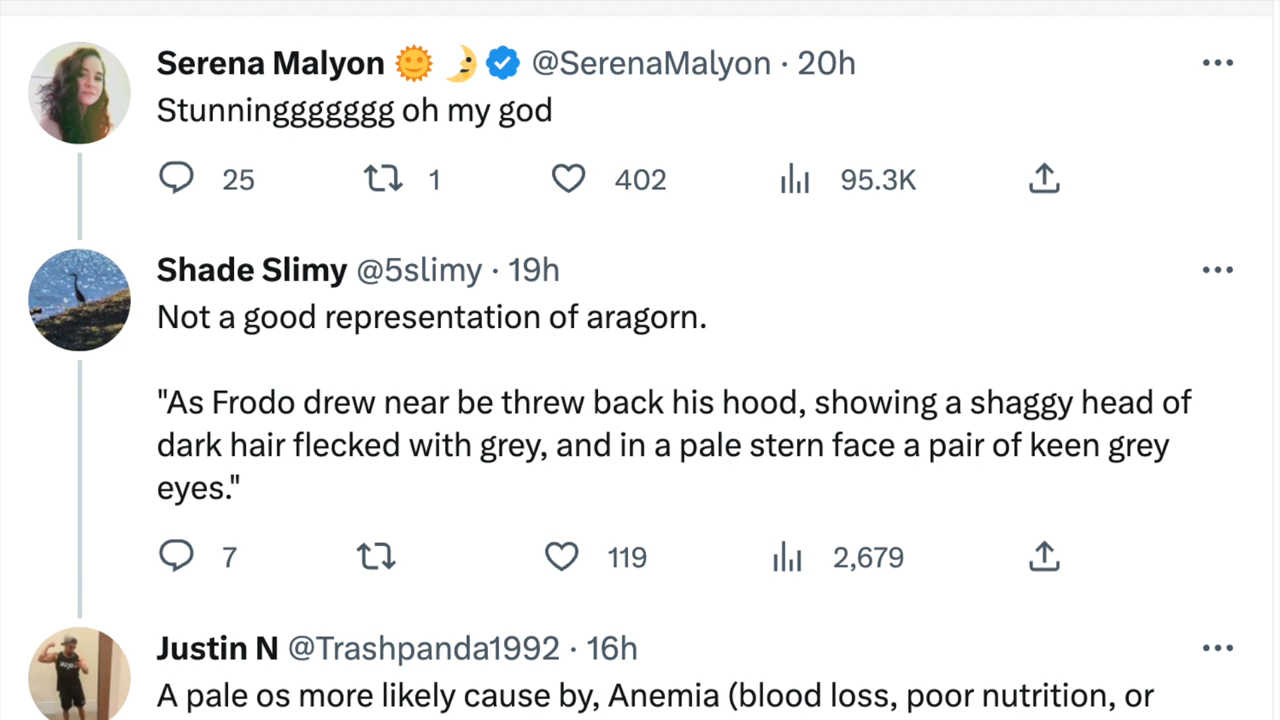 Serena Malyon 🌞 🌛 @SerenaMalyon · 20h
Stunninggggggg oh my god
25 1 402 95.3K
Shade Slimy @5slimy · 19h
Not a good representation of aragorn.
"As Frodo drew near be threw back his hood, showing a shaggy head of
dark hair flecked with grey, and in a pale stern face a pair of keen grey
eyes."
7 119 2,679
Justin N @Trashpanda1992 · 16h
A pale os more likely cause by, Anemia (blood loss, poor nutrition, or